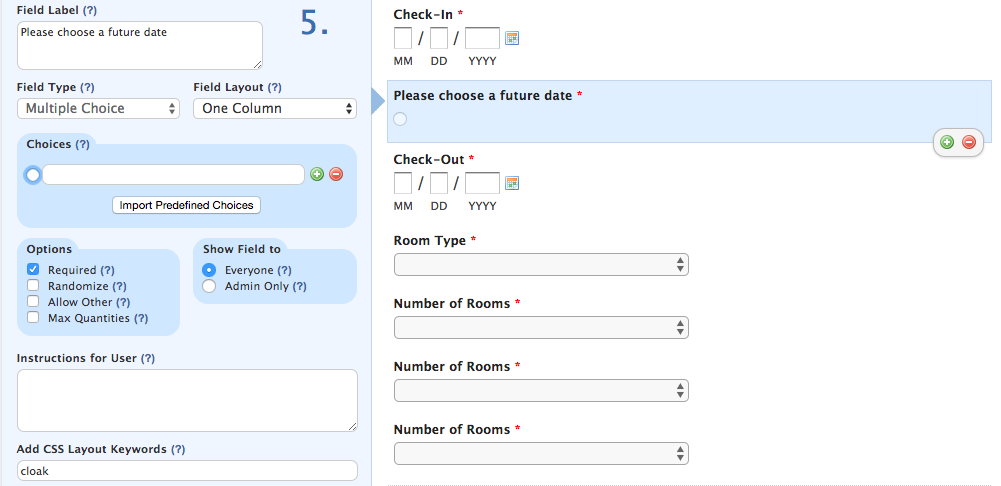 Field Label (?)
Please choose a future date
5.
Field Type (?)
Field Layout (?)
Multiple Choice
One Column
Choices (?)
Import Predefined Choices
Options
Required (?)
Randomize (?)
Allow Other (?)
Max Quantities (?)
Show Field to
Everyone (?)
Admin Only (?)
Instructions for User (?)
Add CSS Layout Keywords (?)
cloak
Check-In *
/ /
MM DD YYYY
Please choose a future date *
Check-Out *
/ /
MM DD YYYY
Room Type *
Number of Rooms *
Number of Rooms *
Number of Rooms *